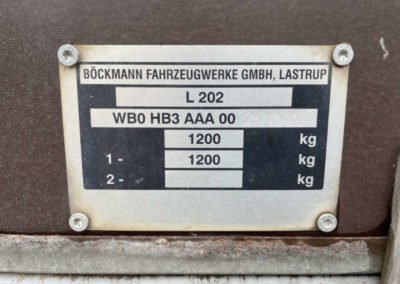 BÖCKMANN FAHRZEUGWERKE GMBH, LASTRUP
L 202
WB0 HB3 AAA 00
1200 kg
1- 1200 kg
2- kg